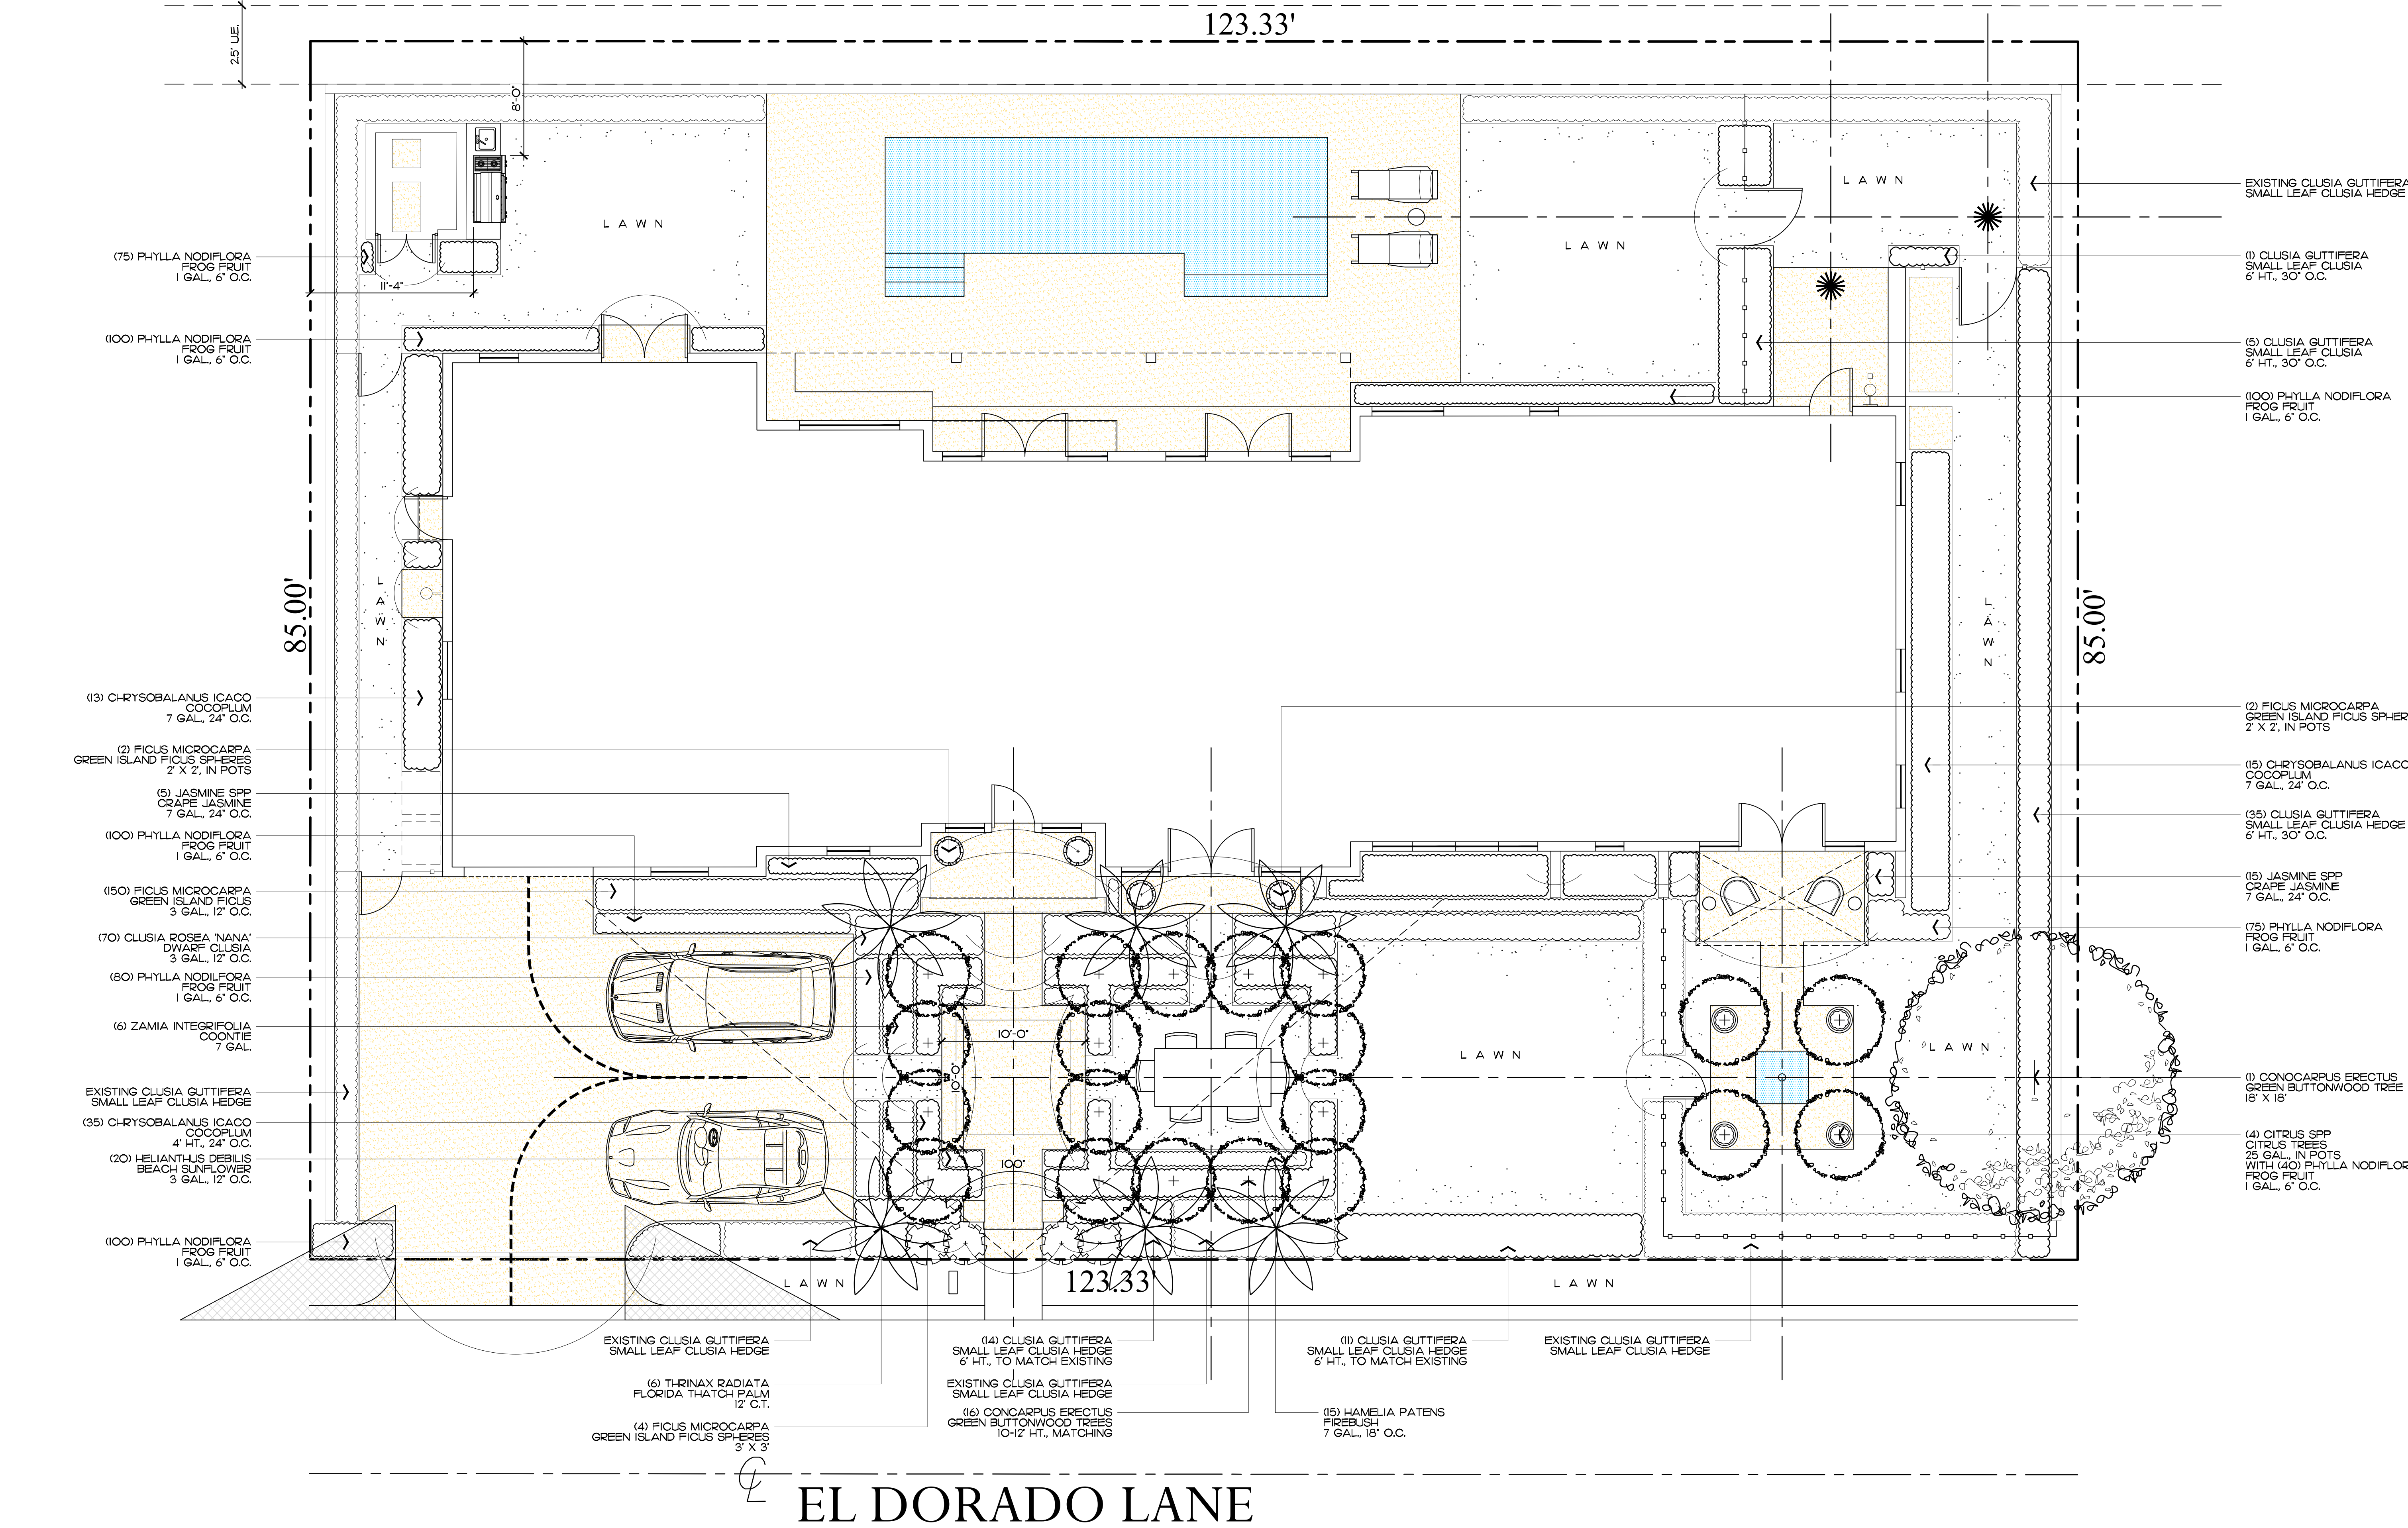 123.33'
2.5' U.E.
8'-0"
LAWN
LAWN
LAWN
11'-4"
EXISTING CLUSIA GUTTIFERA
SMALL LEAF CLUSIA HEDGE
(1) CLUSIA GUTTIFERA
SMALL LEAF CLUSIA
6' HT., 30" O.C.
(5) CLUSIA GUTTIFERA
SMALL LEAF CLUSIA
6' HT., 30" O.C.
(100) PHYLLA NODIFLORA
FROG FRUIT
1 GAL., 6" O.C.
(75) PHYLLA NODIFLORA
FROG FRUIT
1 GAL., 6" O.C.
(100) PHYLLA NODIFLORA
FROG FRUIT
1 GAL., 6" O.C.
85.00'
LAWN
LAWN
85.00'
(13) CHRYSOBALANUS ICACO
COCOPLUM
7 GAL., 24" O.C.
(2) FICUS MICROCARPA
GREEN ISLAND FICUS SPHERES
2' X 2', IN POTS
(5) JASMINE SPP
CRAPE JASMINE
7 GAL., 24" O.C.
(100) PHYLLA NODIFLORA
FROG FRUIT
1 GAL., 6" O.C.
(150) FICUS MICROCARPA
GREEN ISLAND FICUS
3 GAL., 12" O.C.
(70) CLUSIA ROSEA 'NANA'
DWARF CLUSIA
3 GAL., 12" O.C.
(80) PHYLLA NODILFORA
FROG FRUIT
1 GAL., 6" O.C.
(6) ZAMIA INTEGRIFOLIA
COONTIE
7 GAL.
EXISTING CLUSIA GUTTIFERA
SMALL LEAF CLUSIA HEDGE
(35) CHRYSOBALANUS ICACO
COCOPLUM
4' HT., 24" O.C.
(20) HELIANTHUS DEBILIS
BEACH SUNFLOWER
3 GAL., 12" O.C.
(100) PHYLLA NODIFLORA
FROG FRUIT
1 GAL., 6" O.C.
(2) FICUS MICROCARPA
GREEN ISLAND FICUS SPHER
2' X 2', IN POTS
(15) CHRYSOBALANUS ICACO
COCOPLUM
7 GAL., 24' O.C.
(35) CLUSIA GUTTIFERA
SMALL LEAF CLUSIA HEDGE
6' HT., 30" O.C.
(15) JASMINE SPP
CRAPE JASMINE
7 GAL., 24" O.C.
(75) PHYLLA NODIFLORA
FROG FRUIT
1 GAL., 6" O.C.
(1) CONOCARPUS ERECTUS
GREEN BUTTONWOOD TREE
18' X 18'
(4) CITRUS SPP
CITRUS TREES
25 GAL., IN POTS
WITH (40) PHYLLA NODIFLOR
FROG FRUIT
1 GAL., 6" O.C.
10'-0"
LAWN
LAWN
LAWN
123.33'
LAWN
EXISTING CLUSIA GUTTIFERA
SMALL LEAF CLUSIA HEDGE
(6) THRINAX RADIATA
FLORIDA THATCH PALM
12' C.T.
(4) FICUS MICROCARPA
GREEN ISLAND FICUS SPHERES
3' X 3'
(14) CLUSIA GUTTIFERA
SMALL LEAF CLUSIA HEDGE
6' HT., TO MATCH EXISTING
EXISTING CLUSIA GUTTIFERA
SMALL LEAF CLUSIA HEDGE
(16) CONCARPUS ERECTUS
GREEN BUTTONWOOD TREES
10-12' HT., MATCHING
(11) CLUSIA GUTTIFERA
SMALL LEAF CLUSIA HEDGE
6' HT., TO MATCH EXISTING
(15) HAMELIA PATENS
FIREBUSH
7 GAL., 18" O.C.
EXISTING CLUSIA GUTTIFERA
SMALL LEAF CLUSIA HEDGE
EL DORADO LANE